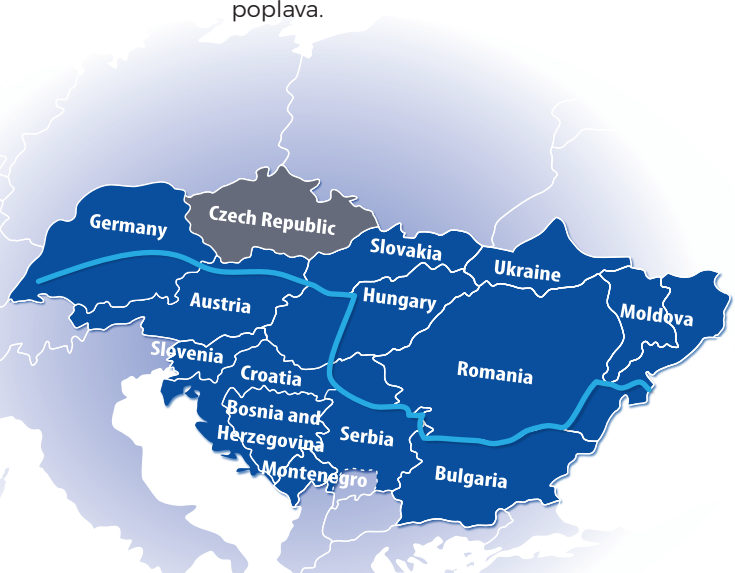 poplava.
Czech Republic
Germany
Slovakia
Ukraine
Austria
Hungary
Moldova
Slovenia
Croatia
Romania
Bosnia and
Herzegovina
Serbia
Montenegro
Bulgaria